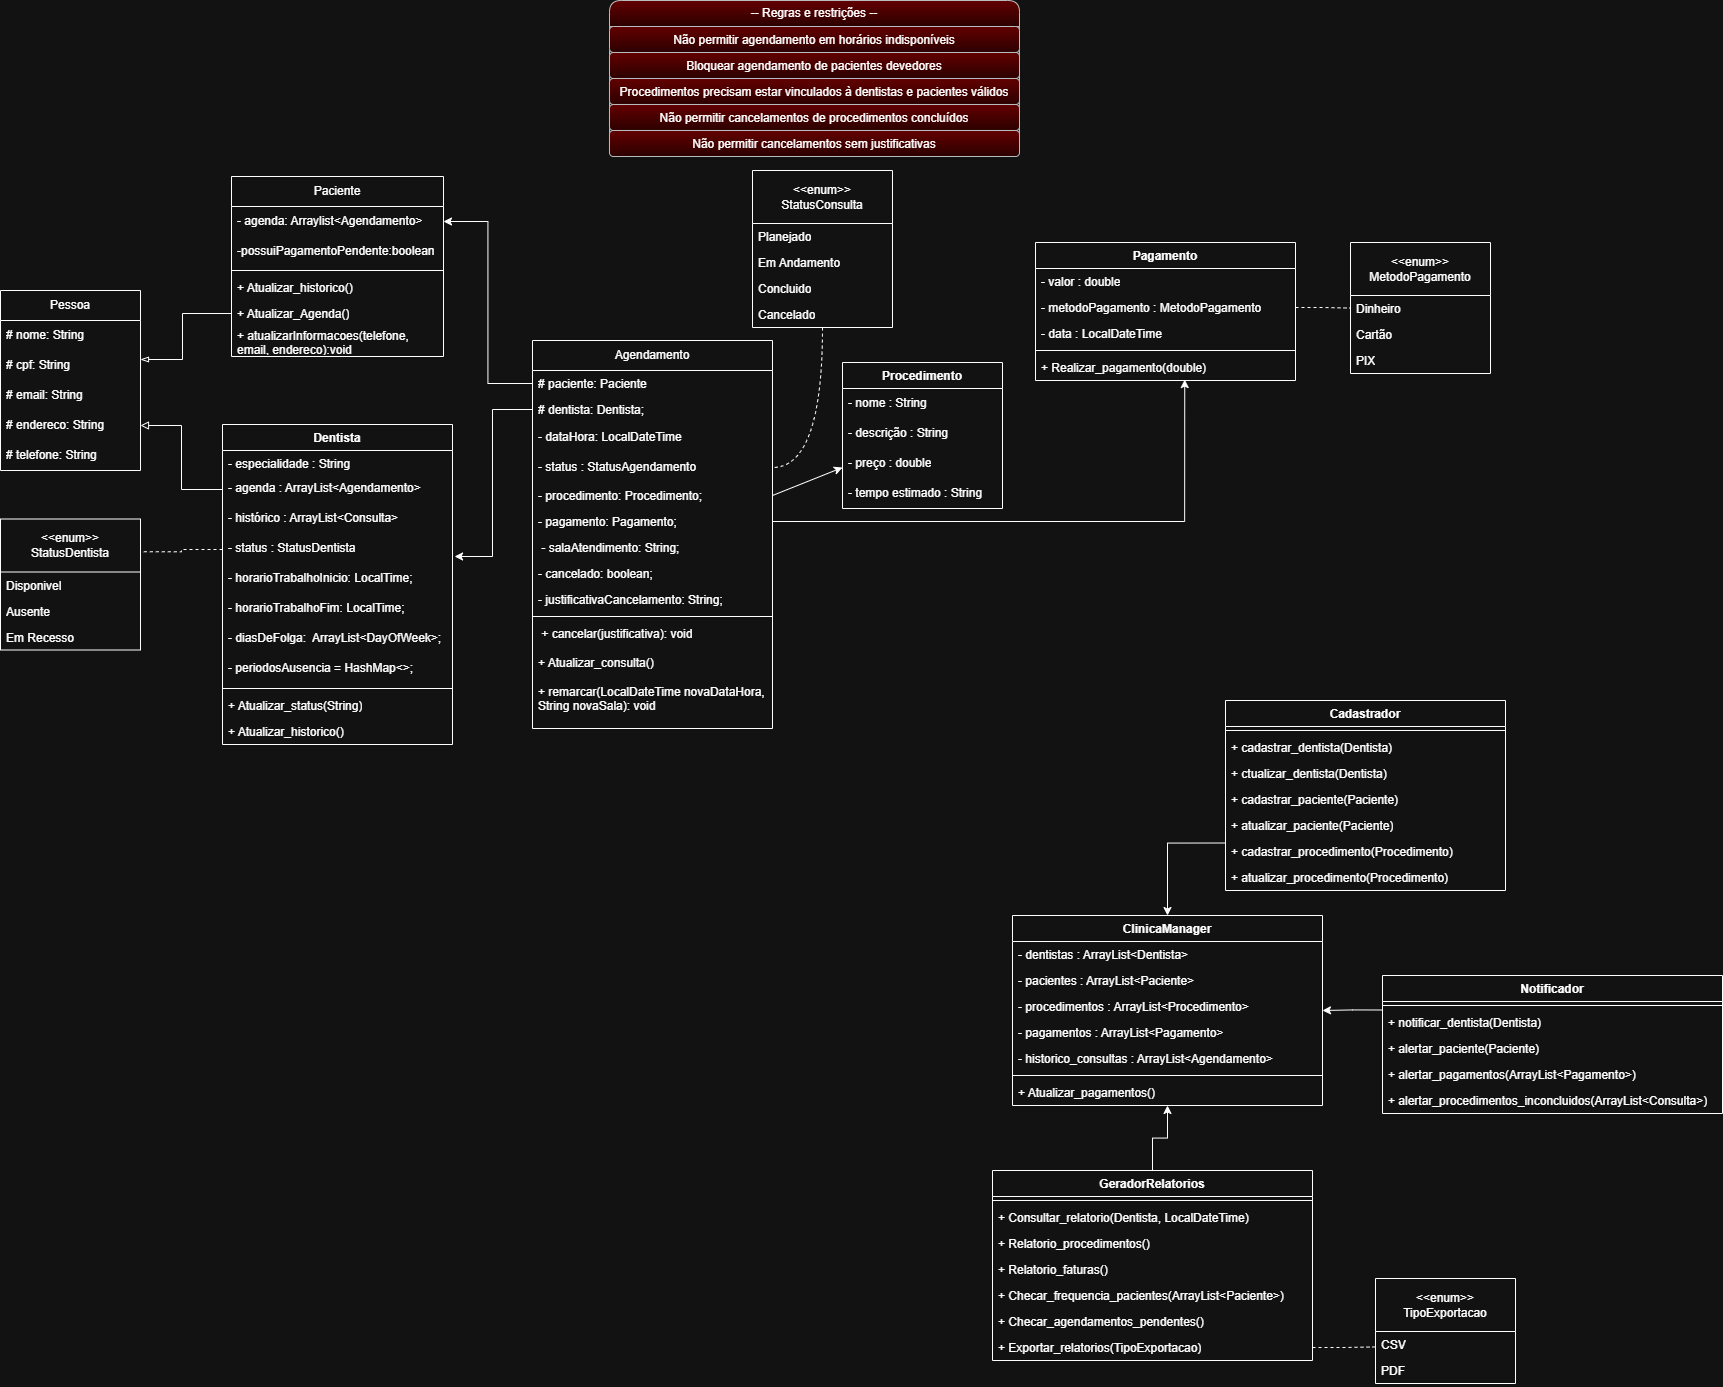 -- Regras e restrições --
Não permitir agendamento em horários indisponíveis
Bloquear agendamento de pacientes devedores
Procedimentos precisam estar vinculados à dentistas e pacientes válidos
Não permitir cancelamentos de procedimentos concluídos
Não permitir cancelamentos sem justificativas
Paciente
- agenda: Arraylist<Agendamento>
-possuiPagamentoPendente:boolean
+ Atualizar_historico()
+ Atualizar_Agenda()
+ atualizarInformacoes(telefone,
email, endereco):void
Pessoa
# nome: String
# cpf: String
# email: String
# endereco: String
# telefone: String
<<enum>>
StatusDentista
Disponivel
Ausente
Em Recesso
Dentista
- especialidade : String
- agenda : ArrayList<Agendamento>
- histórico : ArrayList<Consulta>
- status : StatusDentista
- horarioTrabalhoInicio: LocalTime;
- horarioTrabalhoFim: LocalTime;
- diasDeFolga:  ArrayList<DayOfWeek>;
- periodosAusencia = HashMap<>;
+ Atualizar_status(String)
+ Atualizar_historico()
Agendamento
# paciente: Paciente
# dentista: Dentista;
- dataHora: LocalDateTime
- status : StatusAgendamento
- procedimento: Procedimento;
- pagamento: Pagamento;
- salaAtendimento: String;
- cancelado: boolean;
- justificativaCancelamento: String;
+ cancelar(justificativa): void
+ Atualizar_consulta()
+ remarcar(LocalDateTime novaDataHora,
String novaSala): void
<<enum>>
StatusConsulta
Planejado
Em Andamento
Concluido
Cancelado
Procedimento
- nome : String
- descrição : String
- preço : double
- tempo estimado : String
Pagamento
- valor : double
- metodoPagamento : MetodoPagamento
- data : LocalDateTime
+ Realizar_pagamento(double)
<<enum>>
MetodoPagamento
Dinheiro
Cartão
PIX
Cadastrador
+ cadastrar_dentista(Dentista)
+ ctualizar_dentista(Dentista)
+ cadastrar_paciente(Paciente)
+ atualizar_paciente(Paciente)
+ cadastrar_procedimento(Procedimento)
+ atualizar_procedimento(Procedimento)
ClinicaManager
- dentistas : ArrayList<Dentista>
- pacientes : ArrayList<Paciente>
- procedimentos : ArrayList<Procedimento>
- pagamentos : ArrayList<Pagamento>
- historico_consultas : ArrayList<Agendamento>
+ Atualizar_pagamentos()
Notificador
+ notificar_dentista(Dentista)
+ alertar_paciente(Paciente)
+ alertar_pagamentos(ArrayList<Pagamento>)
+ alertar_procedimentos_inconcluidos(ArrayList<Consulta>)
GeradorRelatorios
+ Consultar_relatorio(Dentista, LocalDateTime)
+ Relatorio_procedimentos()
+ Relatorio_faturas()
+ Checar_frequencia_pacientes(ArrayList<Paciente>)
+ Checar_agendamentos_pendentes()
+ Exportar_relatorios(TipoExportacao)
<<enum>>
TipoExportacao
CSV
PDF